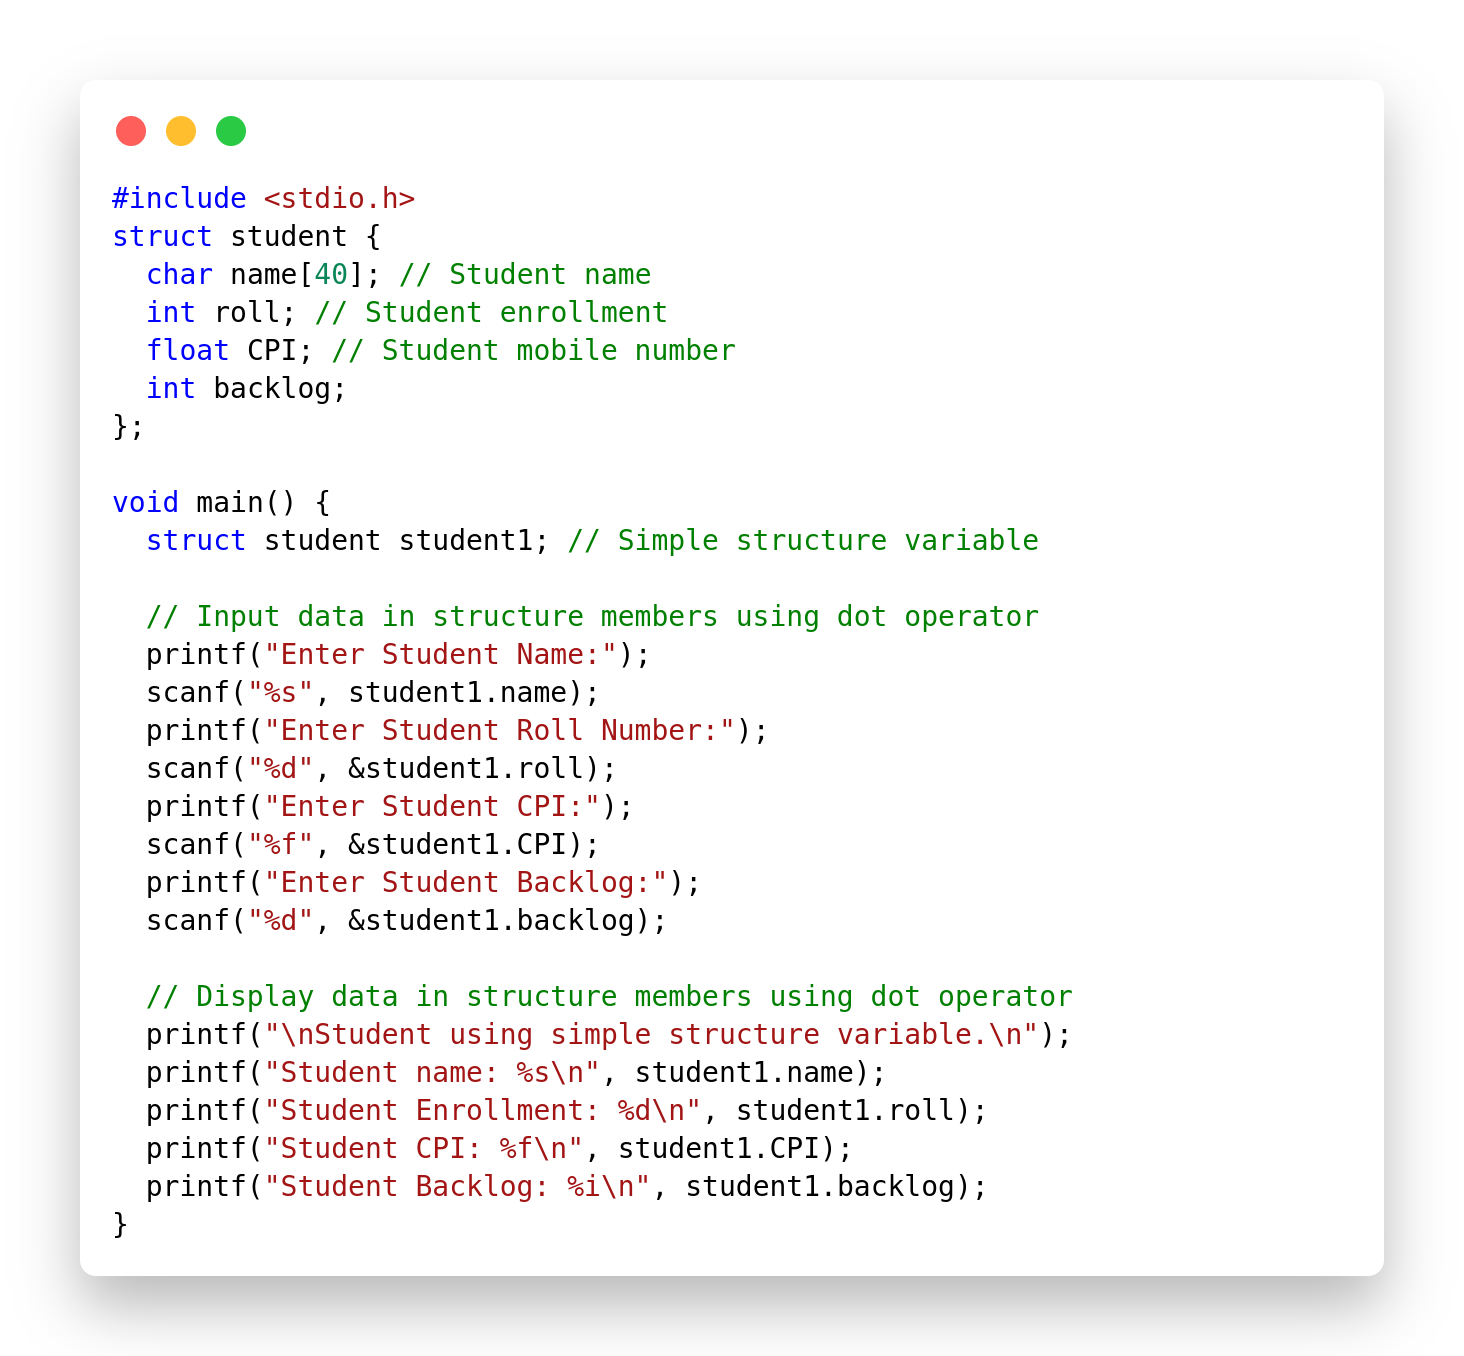 #include <stdio.h>
struct student {
  char name[40]; // Student name
  int roll; // Student enrollment
  float CPI; // Student mobile number
  int backlog;
};

void main() {
  struct student student1; // Simple structure variable

  // Input data in structure members using dot operator
  printf("Enter Student Name:");
  scanf("%s", student1.name);
  printf("Enter Student Roll Number:");
  scanf("%d", &student1.roll);
  printf("Enter Student CPI:");
  scanf("%f", &student1.CPI);
  printf("Enter Student Backlog:");
  scanf("%d", &student1.backlog);

  // Display data in structure members using dot operator
  printf("\nStudent using simple structure variable.\n");
  printf("Student name: %s\n", student1.name);
  printf("Student Enrollment: %d\n", student1.roll);
  printf("Student CPI: %f\n", student1.CPI);
  printf("Student Backlog: %i\n", student1.backlog);
}